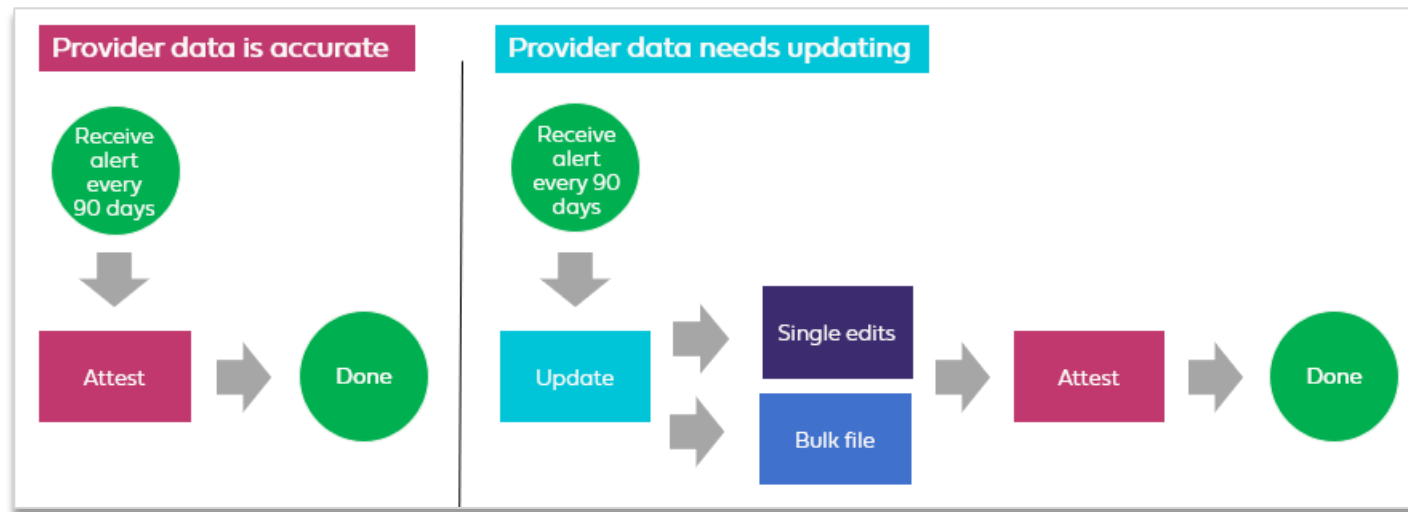 Provider data is accurate
Receive
alert
every
90 days
Attest
Done
Provider data needs updating
Receive
alert
every 90
days
Update
Single edits
Bulk file
Attest
Done